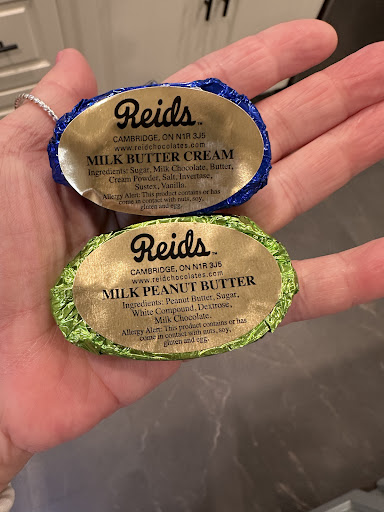 Reids™
CAMBRIDGE, ON N1R 3J5
www.reidchocolates.com
MILK BUTTER CREAM
Ingredients: Sugar, Milk Chocolate, Butter,
Cream Powder, Salt, Invertase,
Sustex, Vanilla.
Allergy Alert: This product contains or has
come in contact with nuts, soy,
gluten and egg.
Reids™
CAMBRIDGE, ON N1R 3J5
www.reidchocolates.com
MILK PEANUT BUTTER
Ingredients: Peanut Butter, Sugar,
White Compound, Dextrose,
Milk Chocolate.
Allergy Alert: This product contains or has
come in contact with nuts, soy,
gluten and egg.